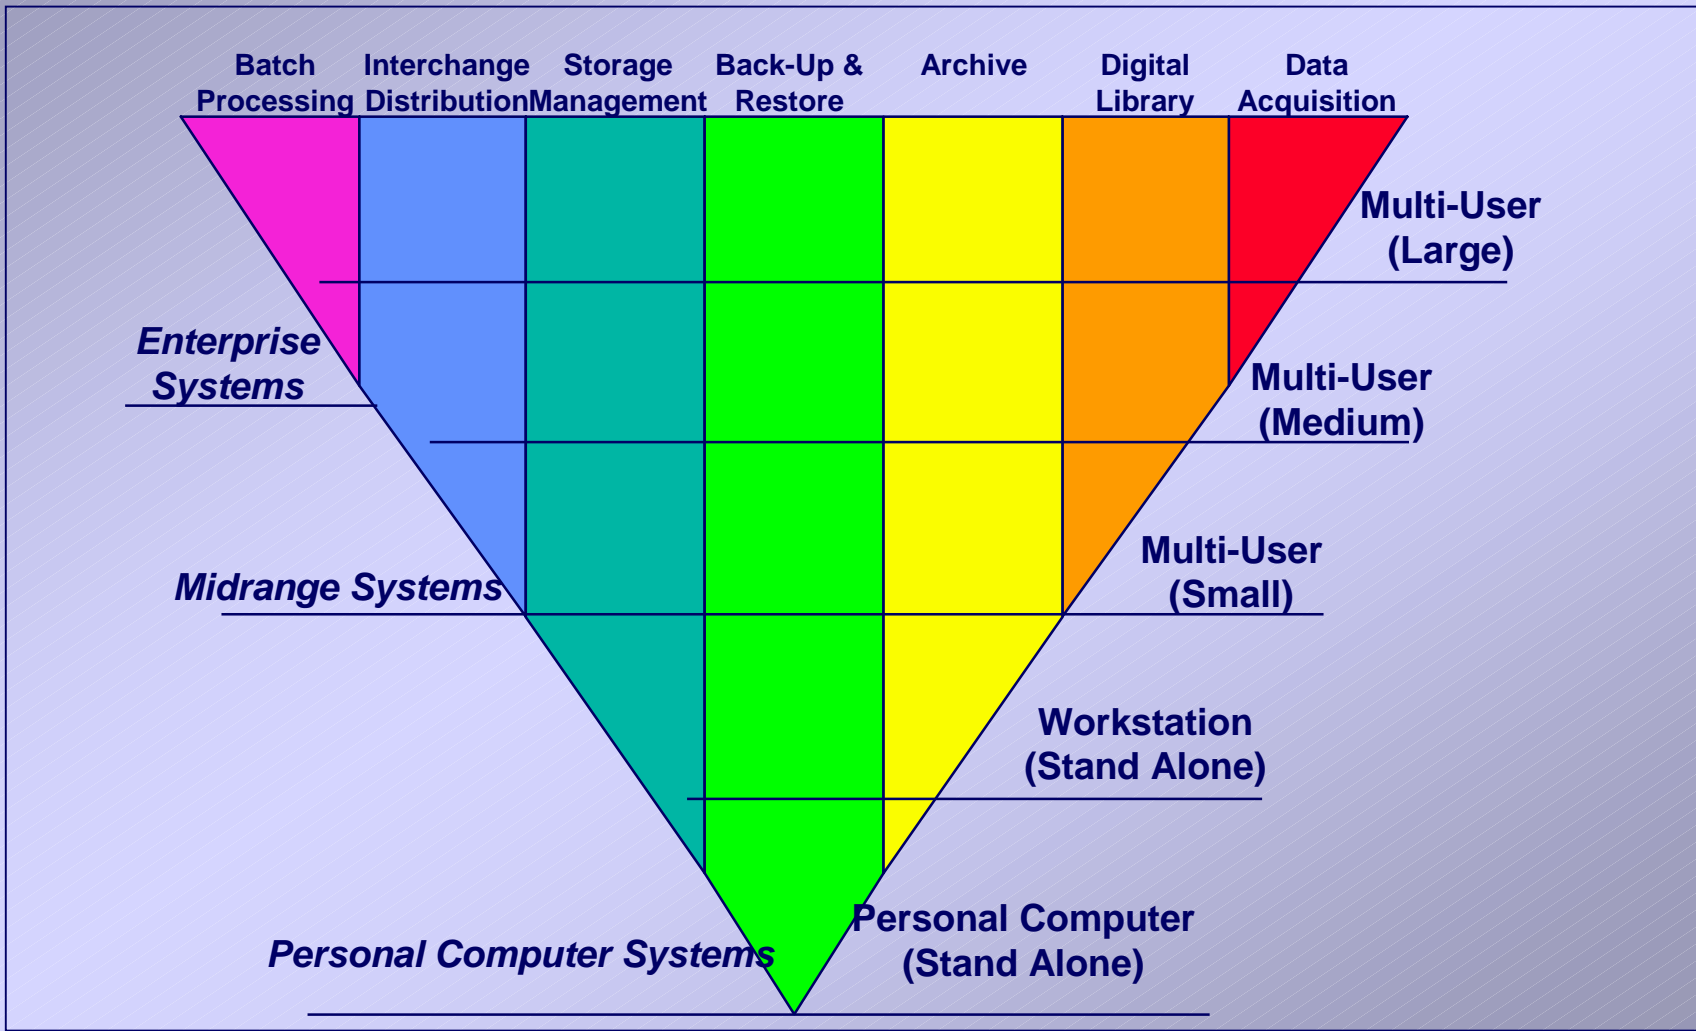 Batch Interchange Storage Back-Up & Archive Digital Data
Processing Distribution Management Restore Library Acquisition
Multi-User
(Large)
Enterprise
Systems
Multi-User
(Medium)
Multi-User
(Small)
Midrange Systems
Workstation
(Stand Alone)
Personal Computer
(Stand Alone)
Personal Computer Systems